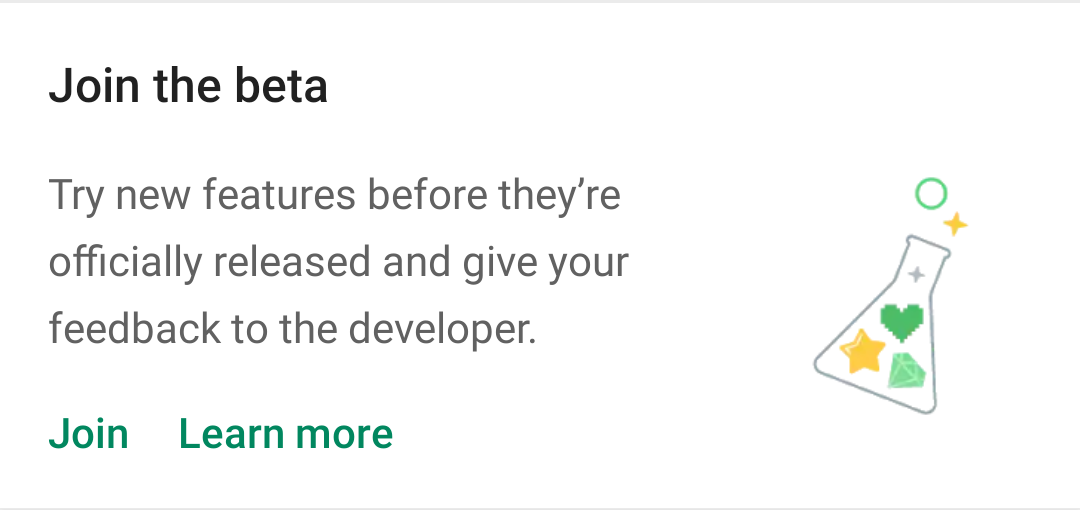 Join the beta
Try new features before they’re
officially released and give your
feedback to the developer.
Join Learn more